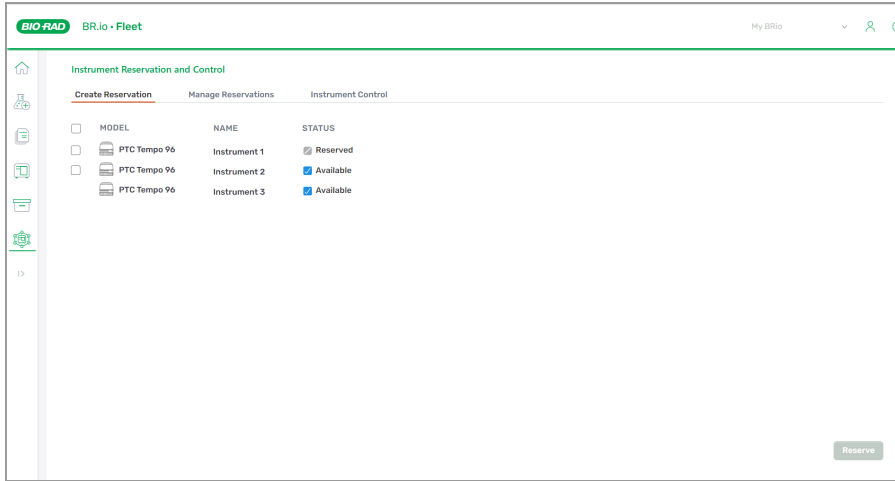 BIO-RAD BR.io • Fleet My BRio
Instrument Reservation and Control
Create Reservation Manage Reservations Instrument Control
MODEL NAME STATUS
PTC Tempo 96 Instrument 1 Reserved
PTC Tempo 96 Instrument 2 Available
PTC Tempo 96 Instrument 3 Available
Reserve